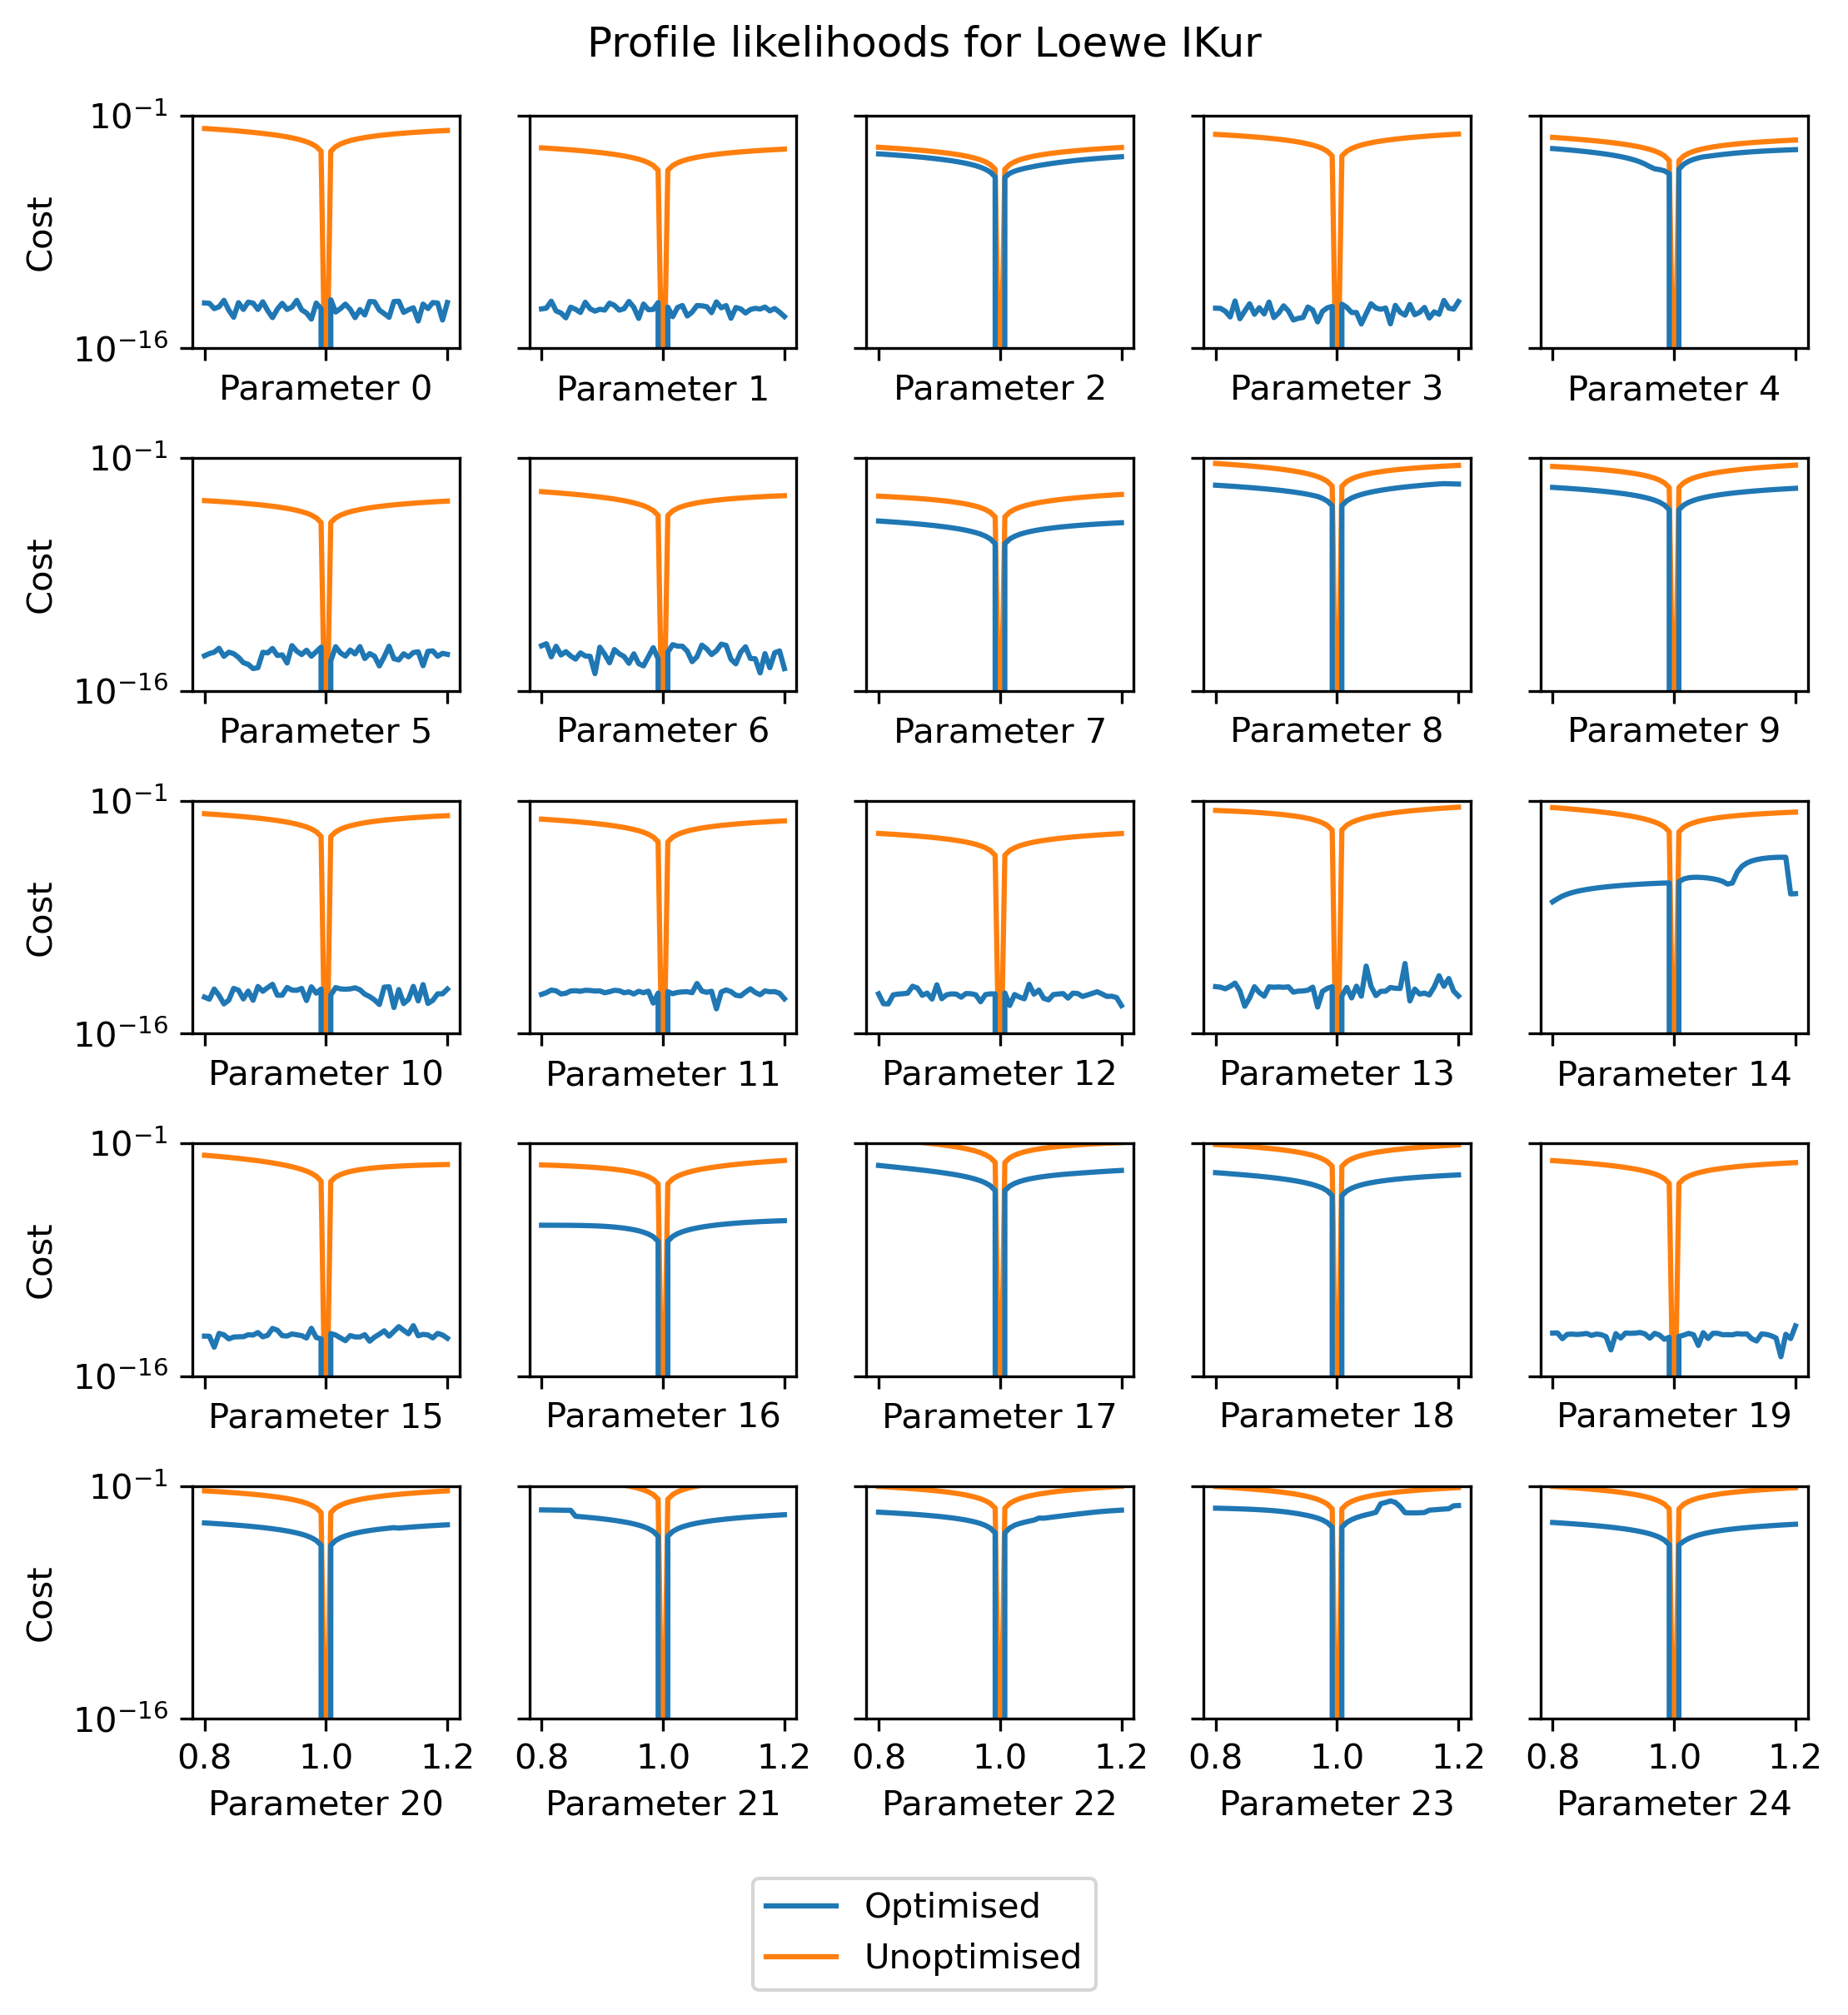 Profile likelihoods for Loewe IKur
10⁻¹
Cost
10⁻¹⁶
Parameter 0 Parameter 1 Parameter 2 Parameter 3 Parameter 4
10⁻¹
Cost
10⁻¹⁶
Parameter 5 Parameter 6 Parameter 7 Parameter 8 Parameter 9
10⁻¹
Cost
10⁻¹⁶
Parameter 10 Parameter 11 Parameter 12 Parameter 13 Parameter 14
10⁻¹
Cost
10⁻¹⁶
Parameter 15 Parameter 16 Parameter 17 Parameter 18 Parameter 19
10⁻¹
Cost
10⁻¹⁶
0.8 1.0 1.2 0.8 1.0 1.2 0.8 1.0 1.2 0.8 1.0 1.2 0.8 1.0 1.2
Parameter 20 Parameter 21 Parameter 22 Parameter 23 Parameter 24
Optimised
Unoptimised